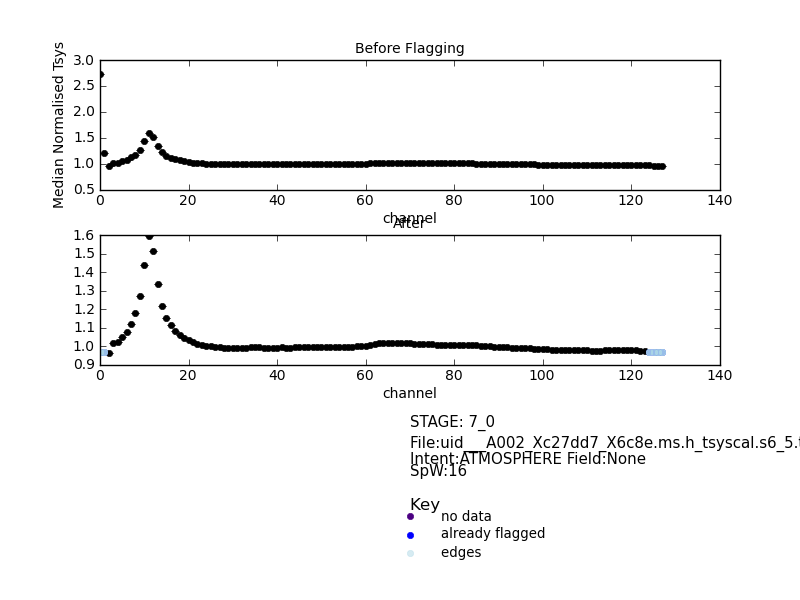 Before Flagging
Median Normalised Tsys
3.0
2.5
2.0
1.5
1.0
0.5
0 20 40 60 80 100 120 140
channel
After
1.6
1.5
1.4
1.3
1.2
1.1
1.0
0.9
0 20 40 60 80 100 120 140
channel
STAGE: 7_0
File:uid___A002_Xc27dd7_X6c8e.ms.h_tsyscal.s6_5.t
Intent:ATMOSPHERE Field:None
SpW:16
Key
no data
already flagged
edges